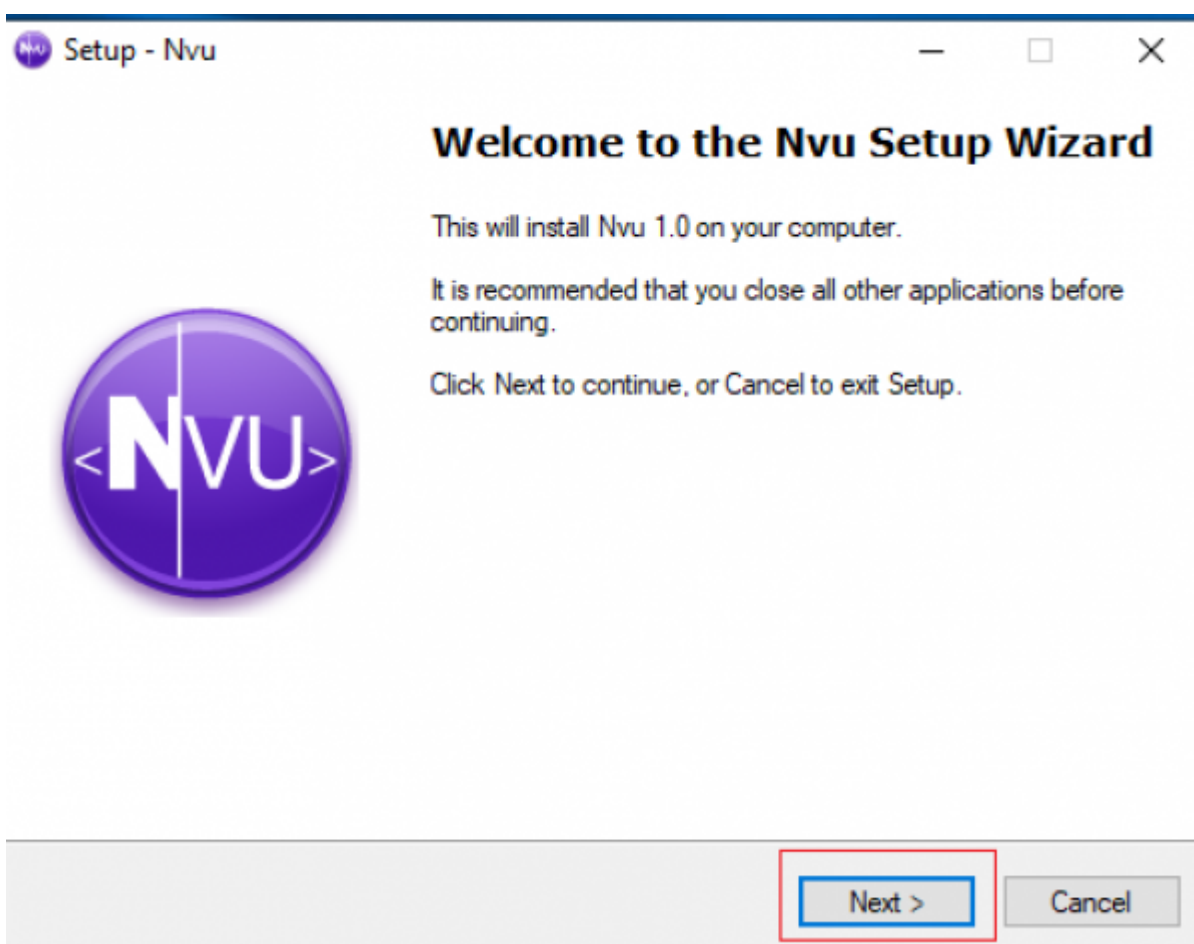 Setup - Nvu
Welcome to the Nvu Setup Wizard
This will install Nvu 1.0 on your computer.
It is recommended that you close all other applications before
continuing.
Click Next to continue, or Cancel to exit Setup.
<NVU>
Next >
Cancel